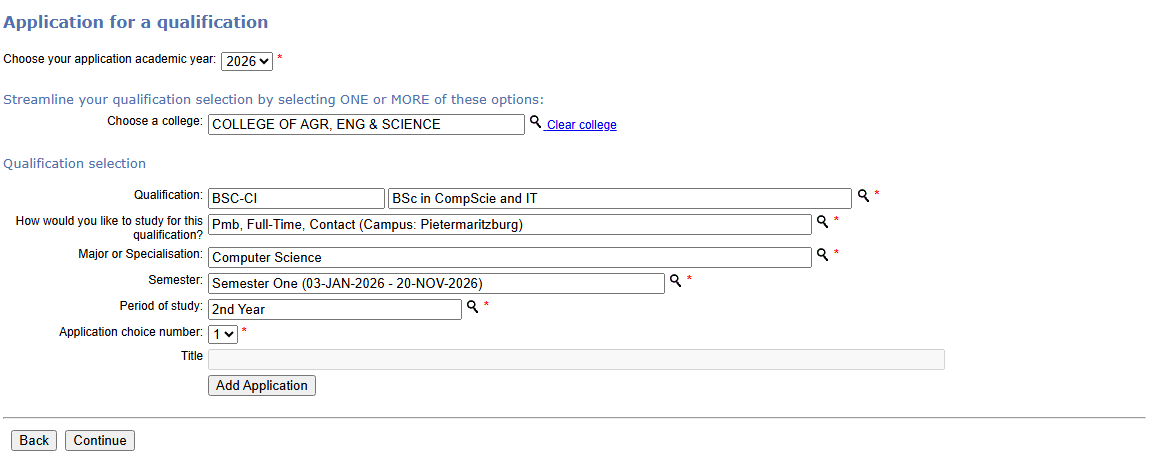 Application for a qualification
Choose your application academic year: 2026 *
Streamline your qualification selection by selecting ONE or MORE of these options:
Choose a college: COLLEGE OF AGR, ENG & SCIENCE Clear college
Qualification selection
Qualification: BSC-CI BSc in CompScie and IT *
How would you like to study for this
qualification? Pmb, Full-Time, Contact (Campus: Pietermaritzburg) *
Major or Specialisation: Computer Science *
Semester: Semester One (03-JAN-2026 - 20-NOV-2026) *
Period of study: 2nd Year *
Application choice number: 1 *
Title
Add Application
Back Continue